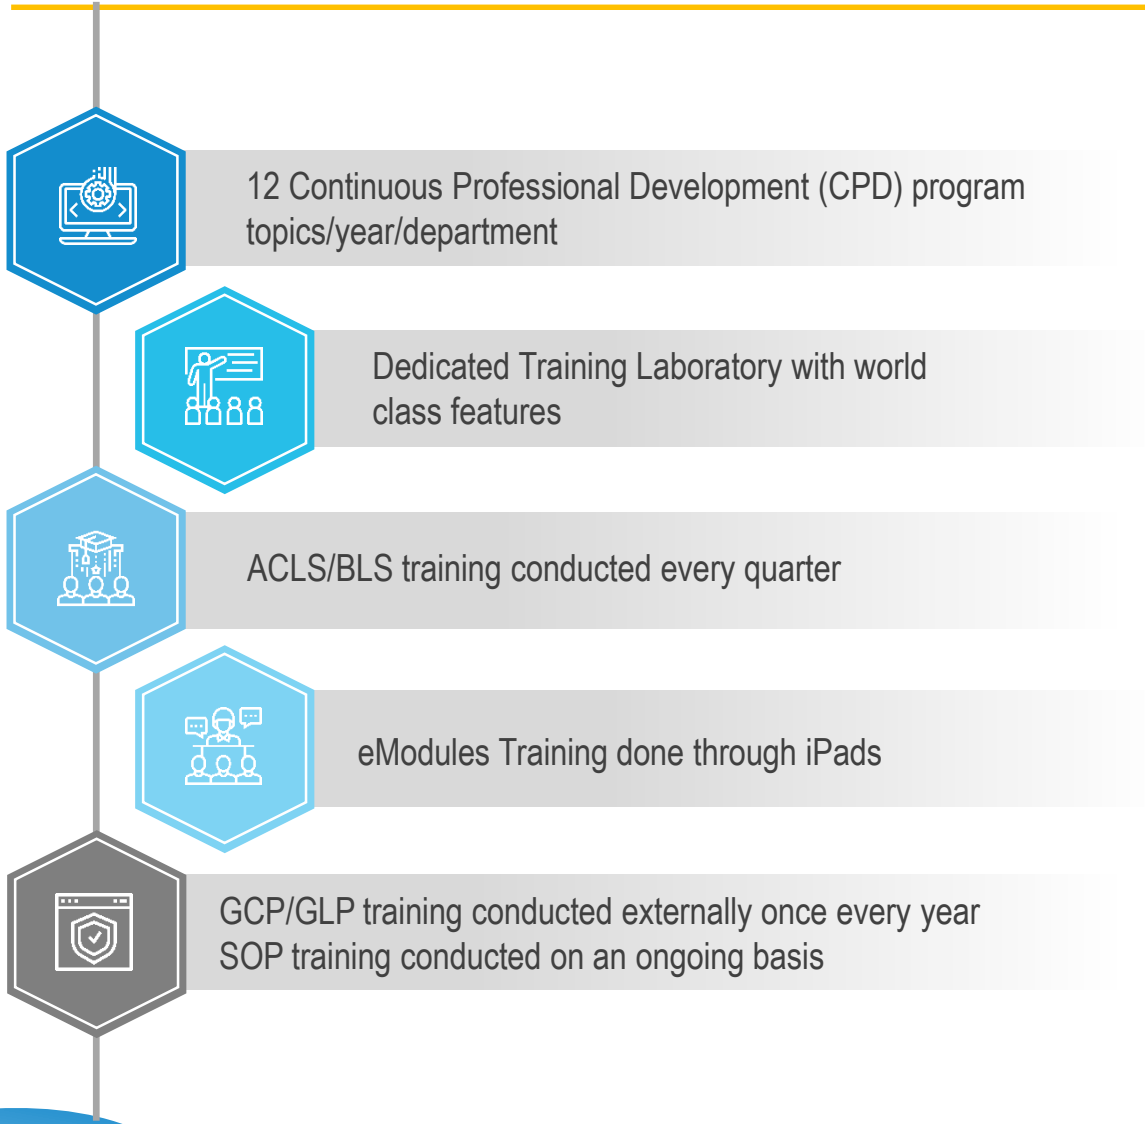 12 Continuous Professional Development (CPD) program
topics/year/department
Dedicated Training Laboratory with world
class features
ACLS/BLS training conducted every quarter
eModules Training done through iPads
GCP/GLP training conducted externally once every year
SOP training conducted on an ongoing basis